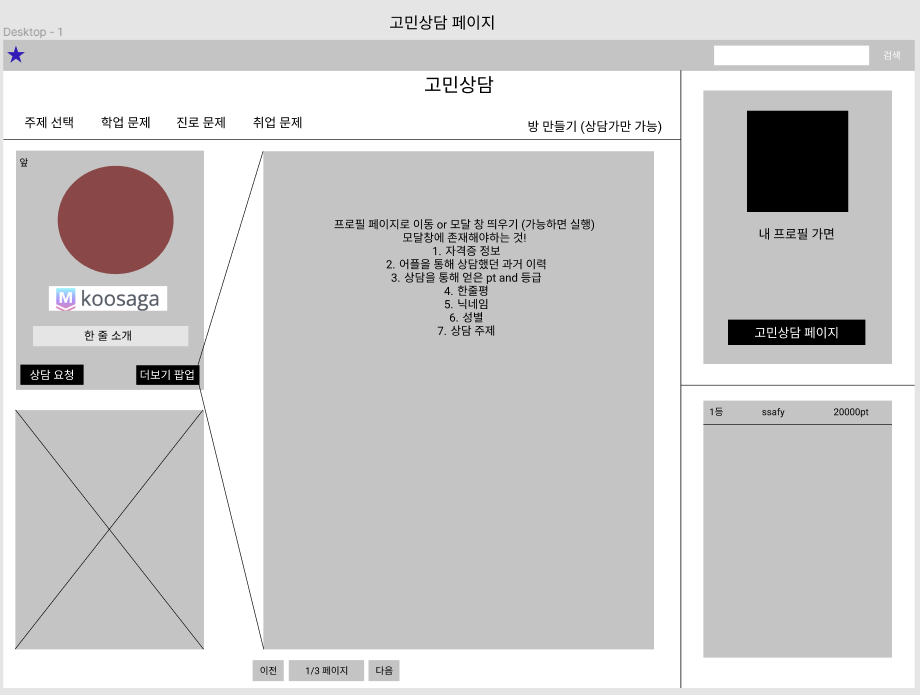 고민상담 페이지
Desktop - 1
검색
고민상담
주제 선택 학업 문제 진로 문제 취업 문제
방 만들기 (상담가만 가능)
앞
M koosaga
한 줄 소개
상담 요청 더보기 팝업
프로필 페이지로 이동 or 모달 창 띄우기 (가능하면 실행)
모달창에 존재해야하는 것!
1. 자격증 정보
2. 어플을 통해 상담했던 과거 이력
3. 상담을 통해 얻은 pt and 등급
4. 한줄평
5. 닉네임
6. 성별
7. 상담 주제
이전 1/3 페이지 다음
내 프로필 가면
고민상담 페이지
1등 ssafy 20000pt